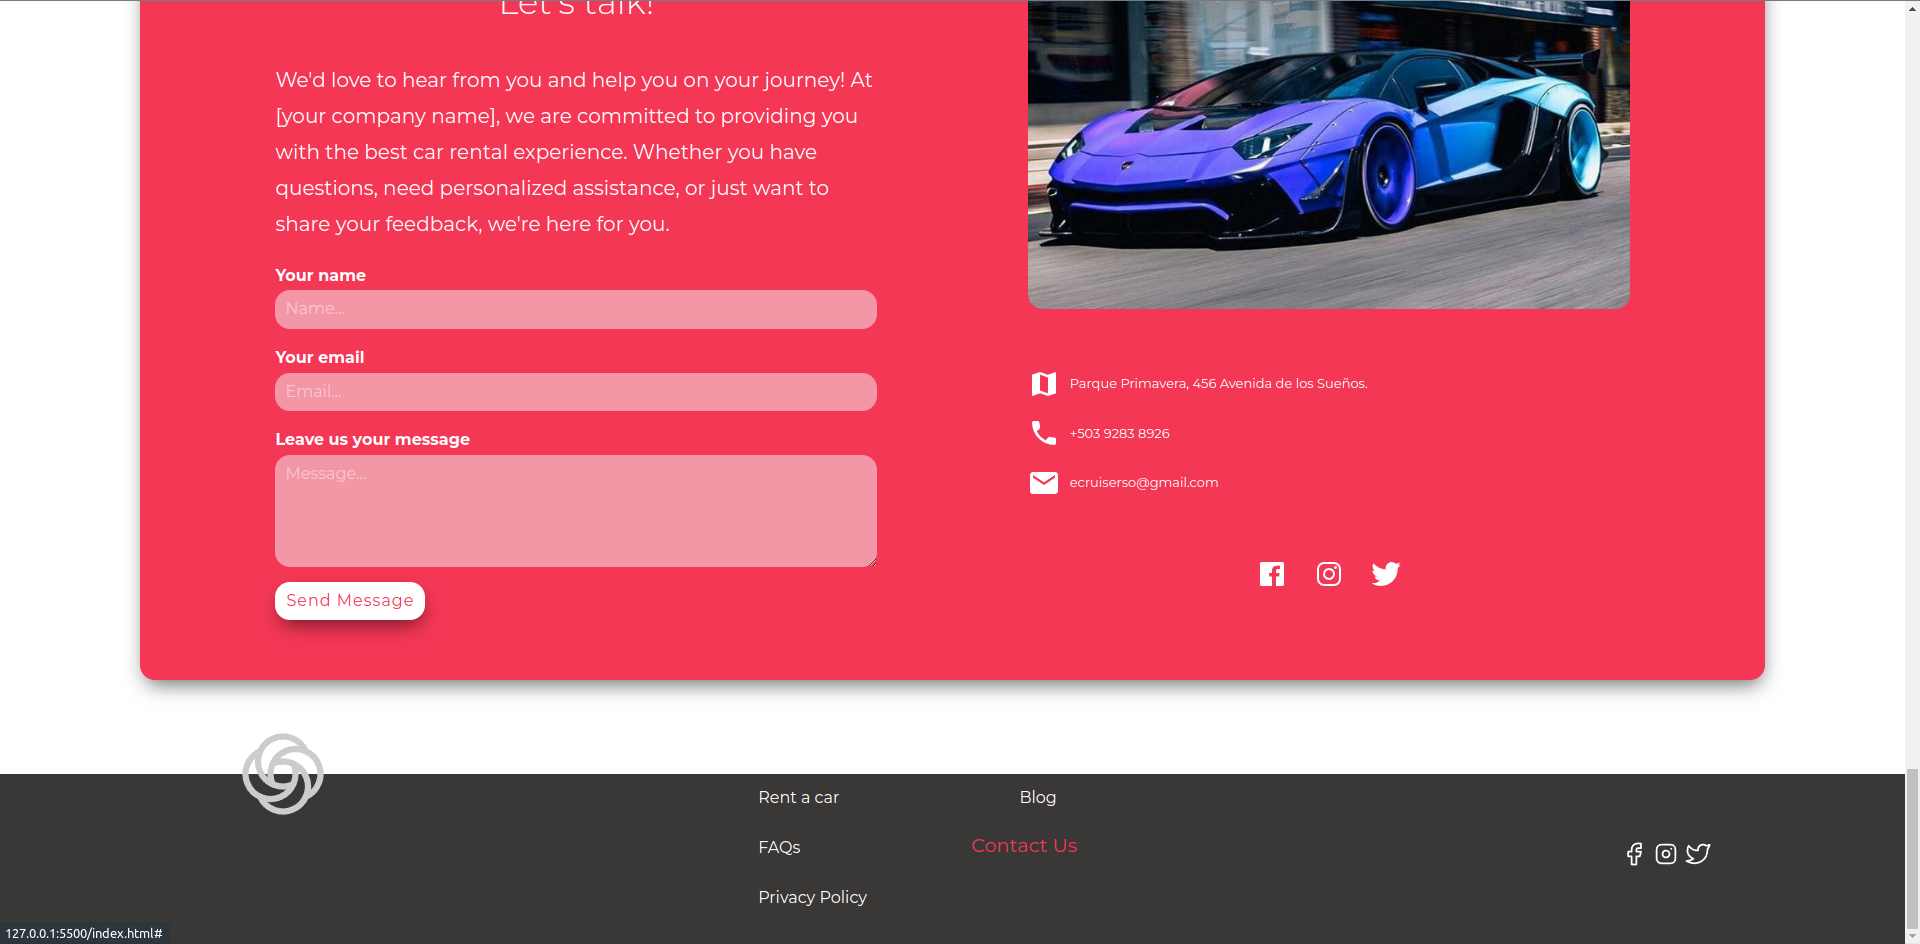 Let's talk!
We'd love to hear from you and help you on your journey! At
[your company name], we are committed to providing you
with the best car rental experience. Whether you have
questions, need personalized assistance, or just want to
share your feedback, we're here for you.
Your name
Name...
Your email
Email...
Leave us your message
Message...
Send Message
Parque Primavera, 456 Avenida de los Sueños.
+503 9283 8926
ecruiserso@gmail.com
Rent a car
Blog
FAQs
Contact Us
Privacy Policy
127.0.0.1:5500/index.html#